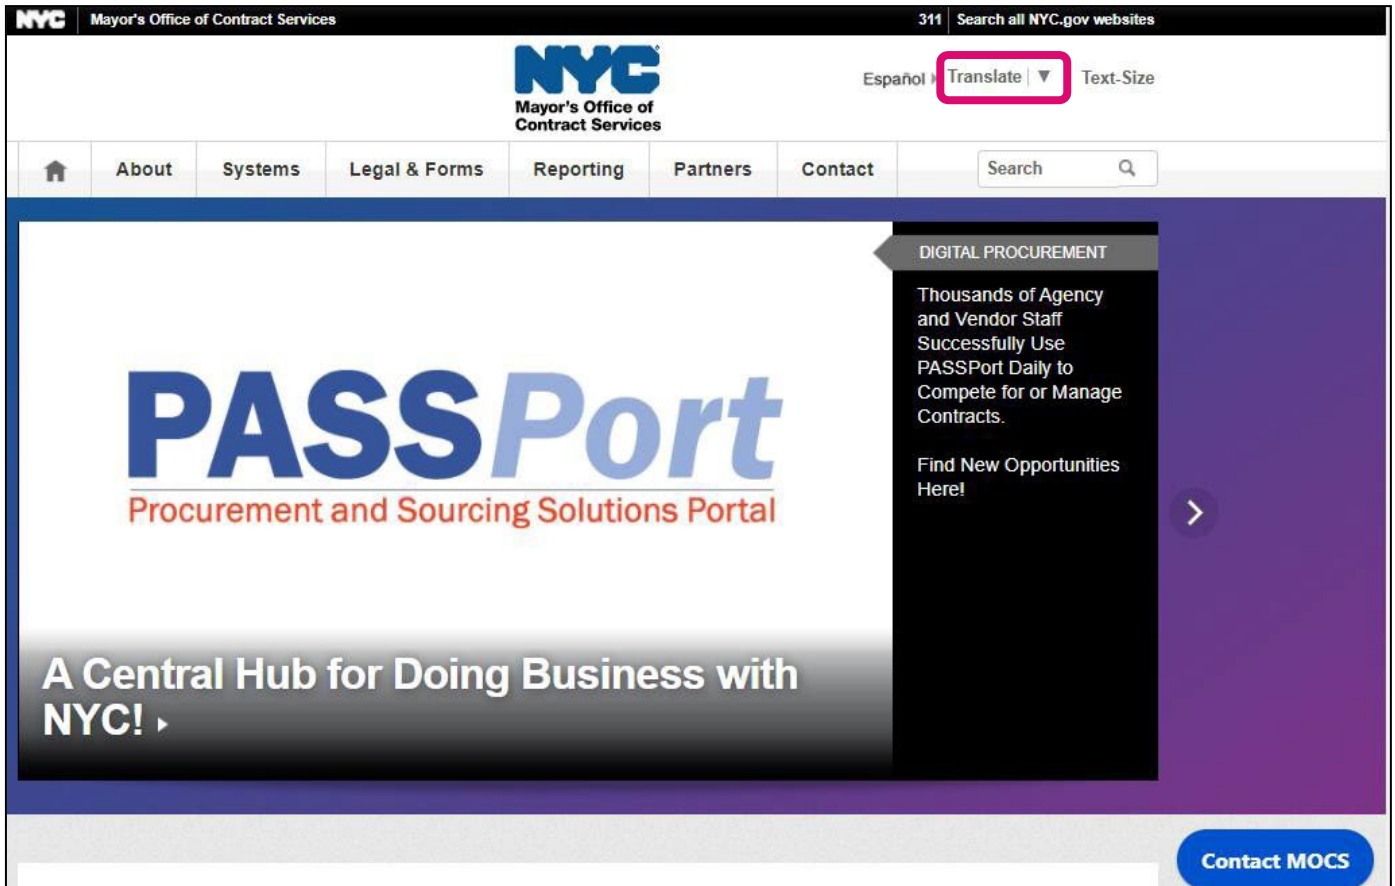 NYC Mayor's Office of Contract Services 311 Search all NYC.gov websites
NYC
Mayor's Office of
Contract Services
Español Translate ▼ Text-Size
About Systems Legal & Forms Reporting Partners Contact Search
DIGITAL PROCUREMENT
Thousands of Agency
and Vendor Staff
Successfully Use
PASSPort Daily to
Compete for or Manage
Contracts.
Find New Opportunities
Here!
PASSPort
Procurement and Sourcing Solutions Portal
A Central Hub for Doing Business with
NYC!
Contact MOCS